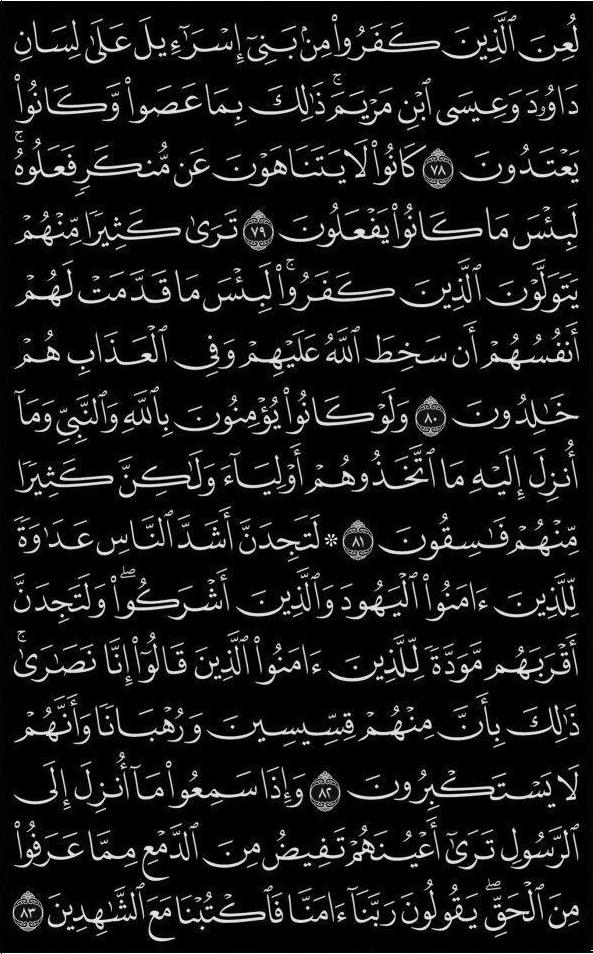 لُعِنَ ٱلَّذِينَ كَفَرُوا۟ مِنۢ بَنِىٓ إِسْرَٰٓءِيلَ عَلَىٰ لِسَانِ
دَاوُۥدَ وَعِيسَى ٱبْنِ مَرْيَمَ ۚ ذَٰلِكَ بِمَا عَصَوا۟ وَّكَانُوا۟
يَعْتَدُونَ ٧٨ كَانُوا۟ لَا يَتَنَاهَوْنَ عَن مُّنكَرٍ فَعَلُوهُ ۚ
لَبِئْسَ مَا كَانُوا۟ يَفْعَلُونَ ٧٩ تَرَىٰ كَثِيرًا مِّنْهُمْ
يَتَوَلَّوْنَ ٱلَّذِينَ كَفَرُوا۟ ۚ لَبِئْسَ مَا قَدَّمَتْ لَهُمْ
أَنفُسُهُمْ أَن سَخِطَ ٱللَّهُ عَلَيْهِمْ وَفِى ٱلْعَذَابِ هُمْ
خَٰلِدُونَ ٨٠ وَلَوْ كَانُوا۟ يُؤْمِنُونَ بِٱللَّهِ وَٱلنَّبِىِّ وَمَآ
أُنزِلَ إِلَيْهِ مَا ٱتَّخَذُوهُمْ أَوْلِيَآءَ وَلَٰكِنَّ كَثِيرًا
مِّنْهُمْ فَٰسِقُونَ ٨١ ۞ لَتَجِدَنَّ أَشَدَّ ٱلنَّاسِ عَدَٰوَةً
لِّلَّذِينَ ءَامَنُوا۟ ٱلْيَهُودَ وَٱلَّذِينَ أَشْرَكُوا۟ ۖ وَلَتَجِدَنَّ
أَقْرَبَهُم مَّوَدَّةً لِّلَّذِينَ ءَامَنُوا۟ ٱلَّذِينَ قَالُوٓا۟ إِنَّا نَصَٰرَىٰ ۚ
ذَٰلِكَ بِأَنَّ مِنْهُمْ قِسِّيسِينَ وَرُهْبَانًا وَأَنَّهُمْ
لَا يَسْتَكْبِرُونَ ٨٢ وَإِذَا سَمِعُوا۟ مَآ أُنزِلَ إِلَى
ٱلرَّسُولِ تَرَىٰٓ أَعْيُنَهُمْ تَفِيضُ مِنَ ٱلدَّمْعِ مِمَّا عَرَفُوا۟
مِنَ ٱلْحَقِّ ۖ يَقُولُونَ رَبَّنَآ ءَامَنَّا فَٱكْتُبْنَا مَعَ ٱلشَّٰهِدِينَ ٨٣